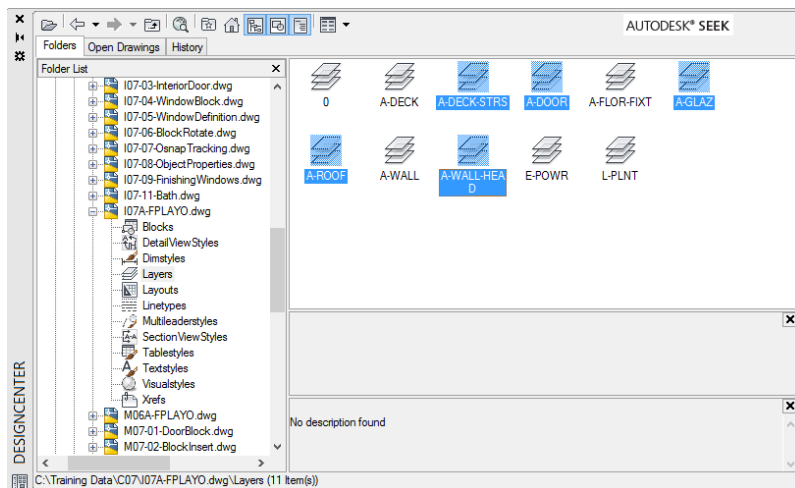 AUTODESK® SEEK
Folders Open Drawings History
Folder List
I07-03-InteriorDoor.dwg
I07-04-WindowBlock.dwg
I07-05-WindowDefinition.dwg
I07-06-BlockRotate.dwg
I07-07-OsnapTracking.dwg
I07-08-ObjectProperties.dwg
I07-09-FinishingWindows.dwg
I07-11-Bath.dwg
I07A-FPLAYO.dwg
Blocks
DetailViewStyles
Dimstyles
Layers
Layouts
Linetypes
Multileaderstyles
SectionViewStyles
Tablestyles
Textstyles
Visualstyles
Xrefs
M06A-FPLAYO.dwg
M07-01-DoorBlock.dwg
M07-02-BlockInsert.dwg
0 A-DECK A-DECK-STRS A-DOOR A-FLOR-FIXT A-GLAZ
A-ROOF A-WALL A-WALL-HEA
D E-POWR L-PLNT
No description found
DESIGNCENTER
C:\Training Data\C07\I07A-FPLAYO.dwg\Layers (11 Item(s))